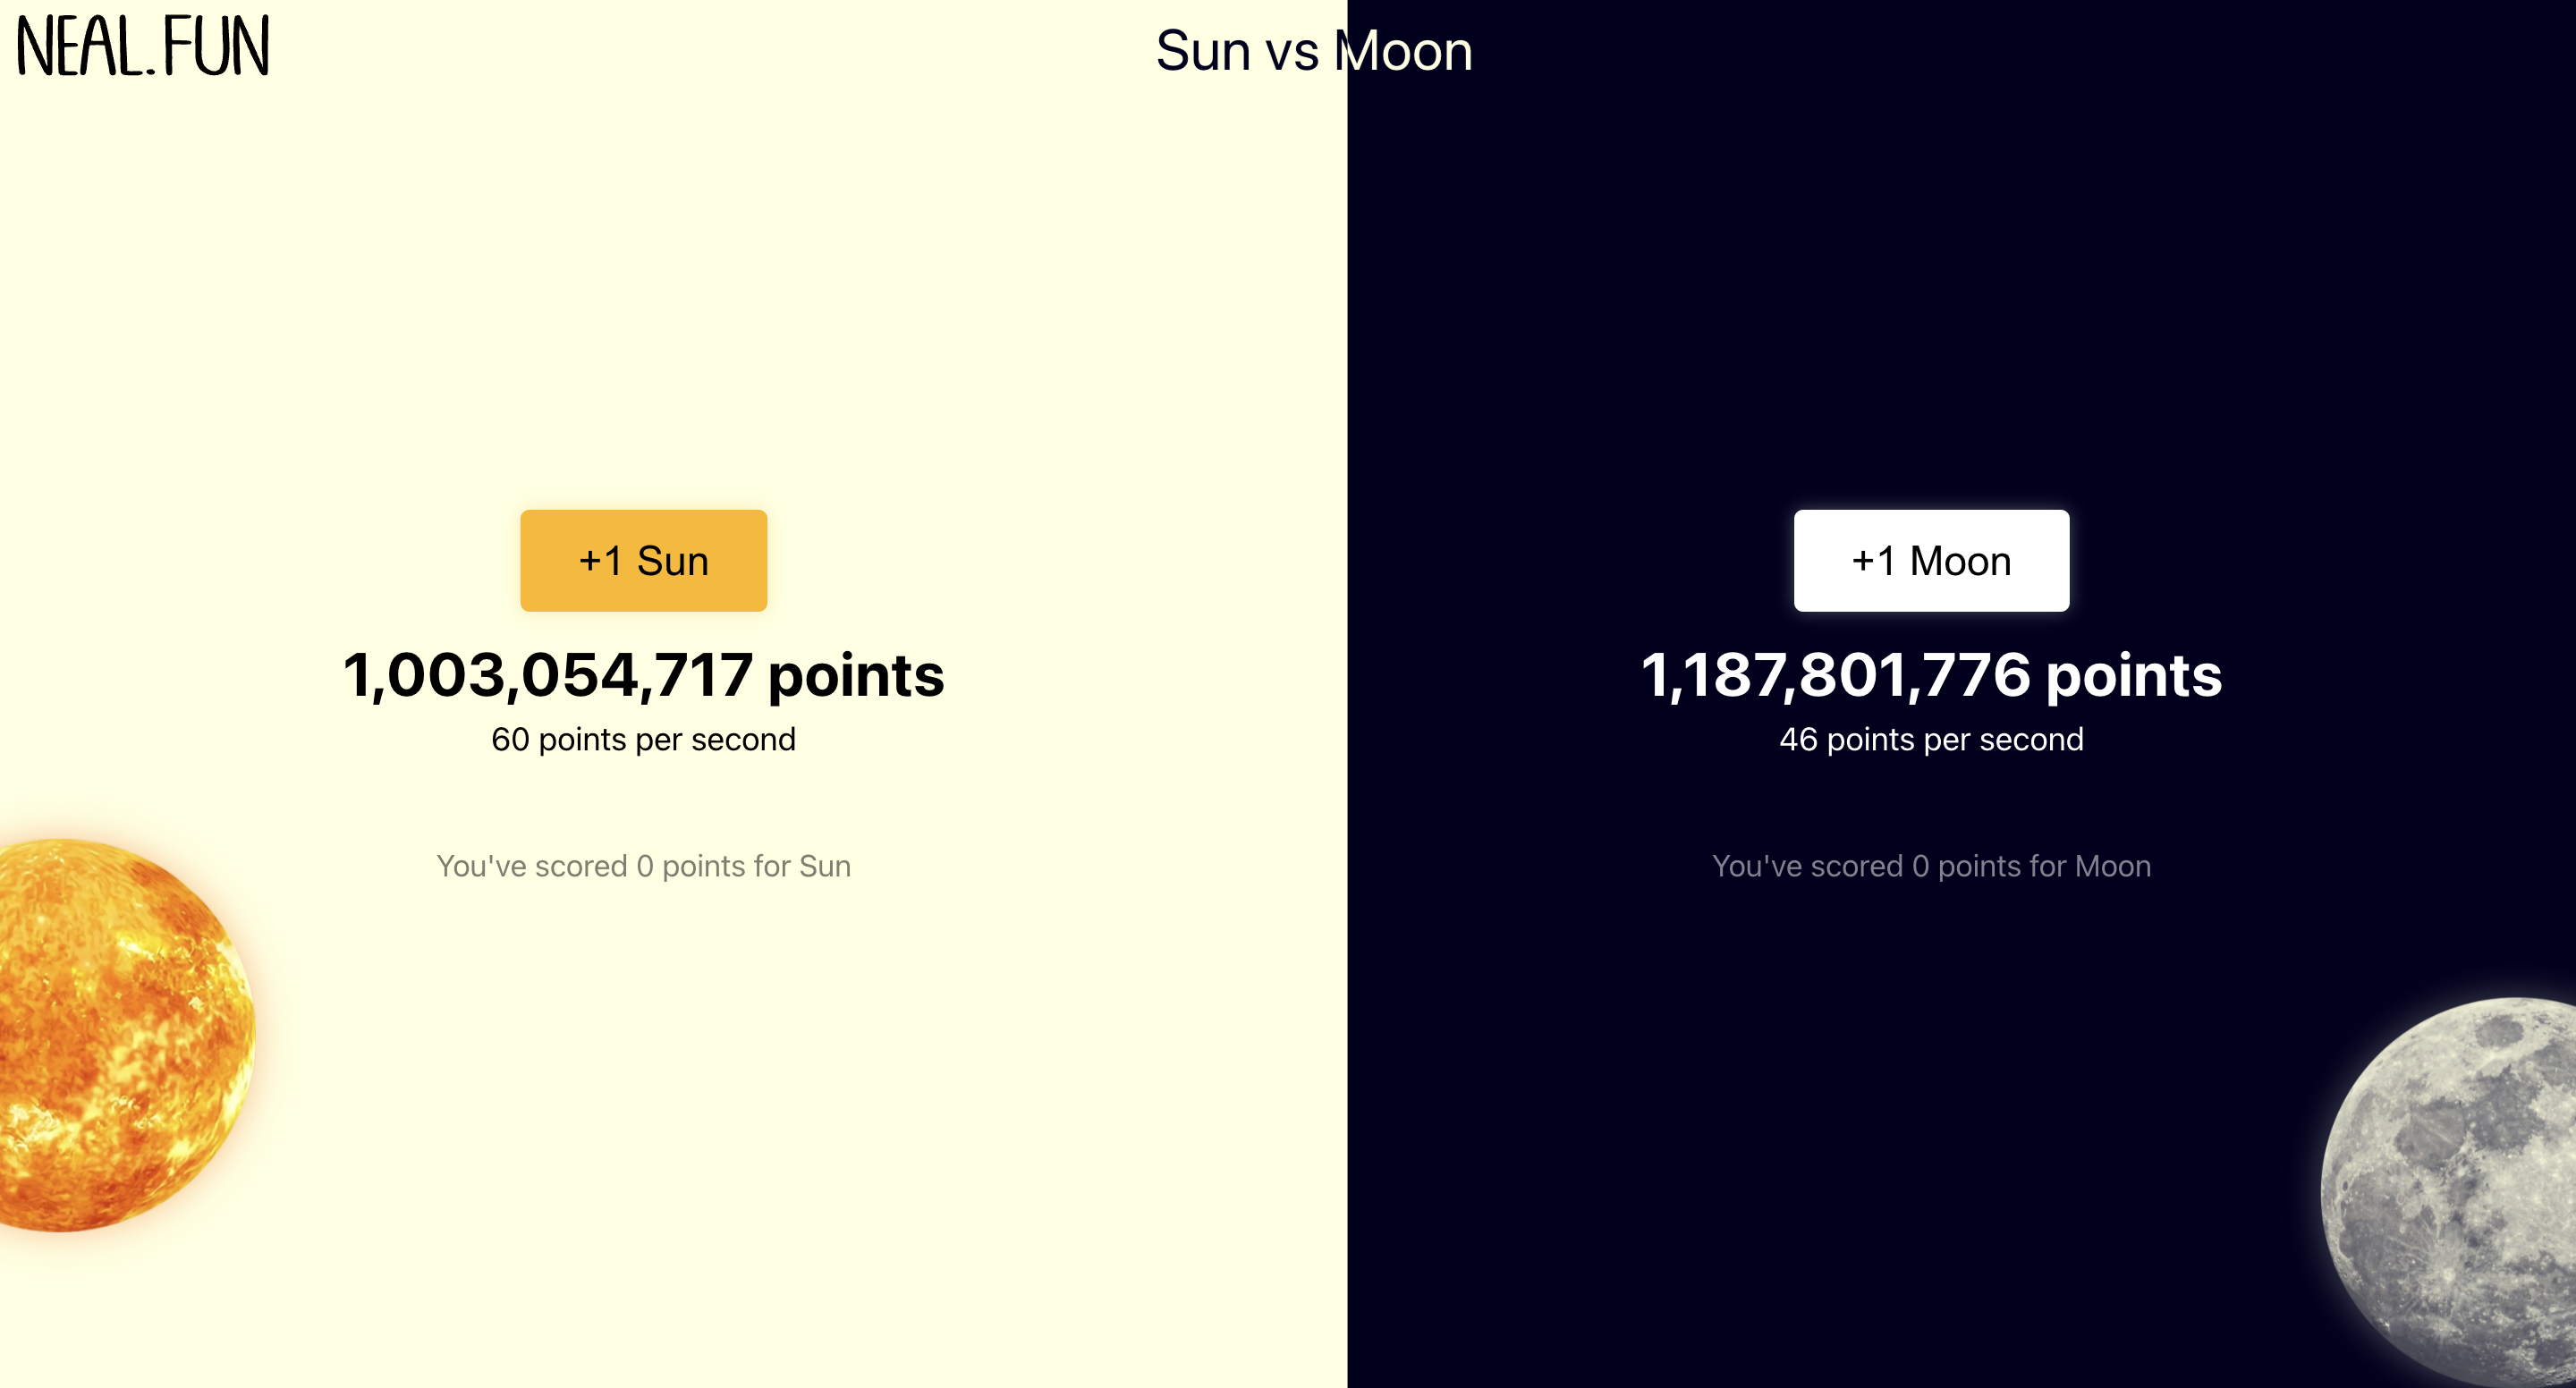 NEAL.FUN
Sun vs Moon
+1 Sun
1,003,054,717 points
60 points per second
You've scored 0 points for Sun
+1 Moon
1,187,801,776 points
46 points per second
You've scored 0 points for Moon